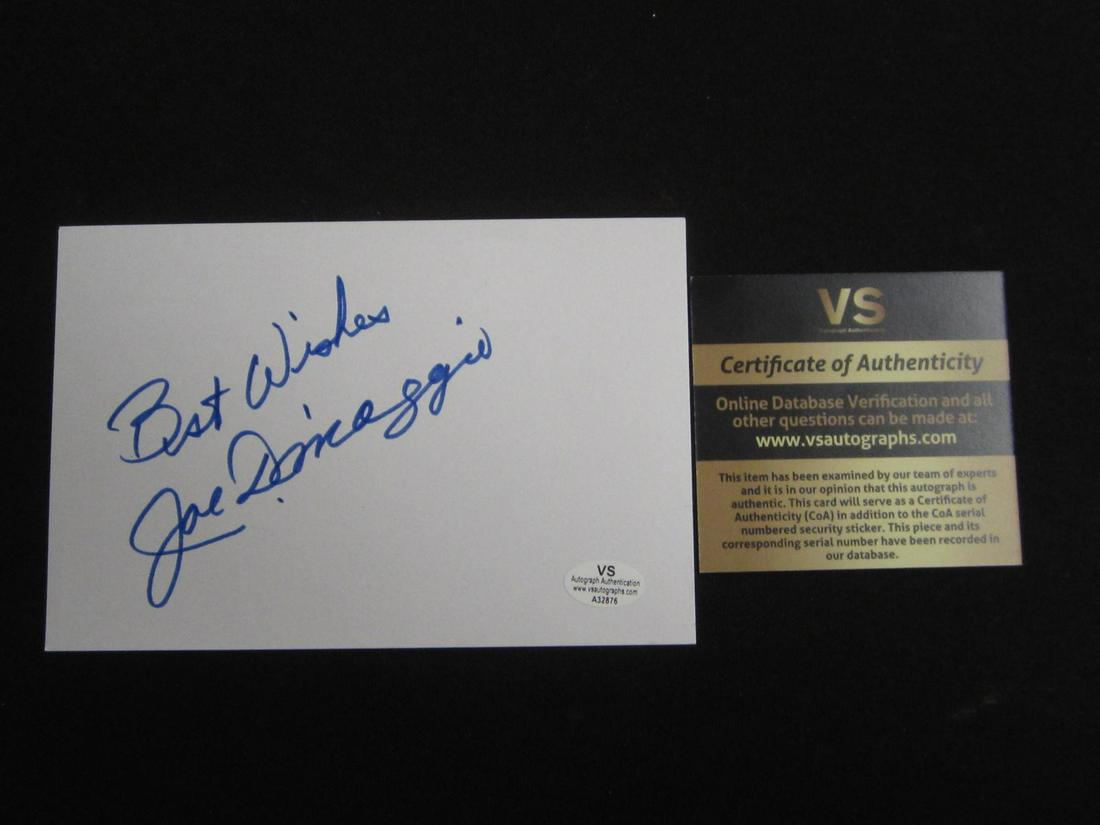 Best Wishes
Joe Dimaggio
VS
Autograph Authentication
www.vsautographs.com
A32876
VS
Autograph Authentication
Certificate of Authenticity
Online Database Verification and all
other questions can be made at:
www.vsautographs.com
This item has been examined by our team of experts
and it is in our opinion that this autograph is
authentic. This card will serve as a Certificate of
Authenticity (CoA) in addition to the CoA serial
numbered security sticker. This piece and its
corresponding serial number have been recorded in
our database.